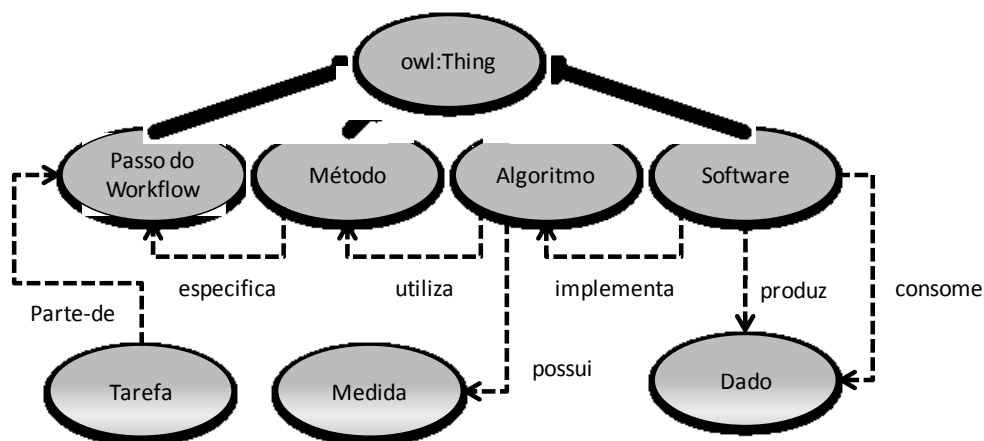 owl:Thing
Passo do
Workflow
Método
Algoritmo
Software
especifica
utiliza
implementa
produz
consome
Parte-de
possui
Tarefa
Medida
Dado